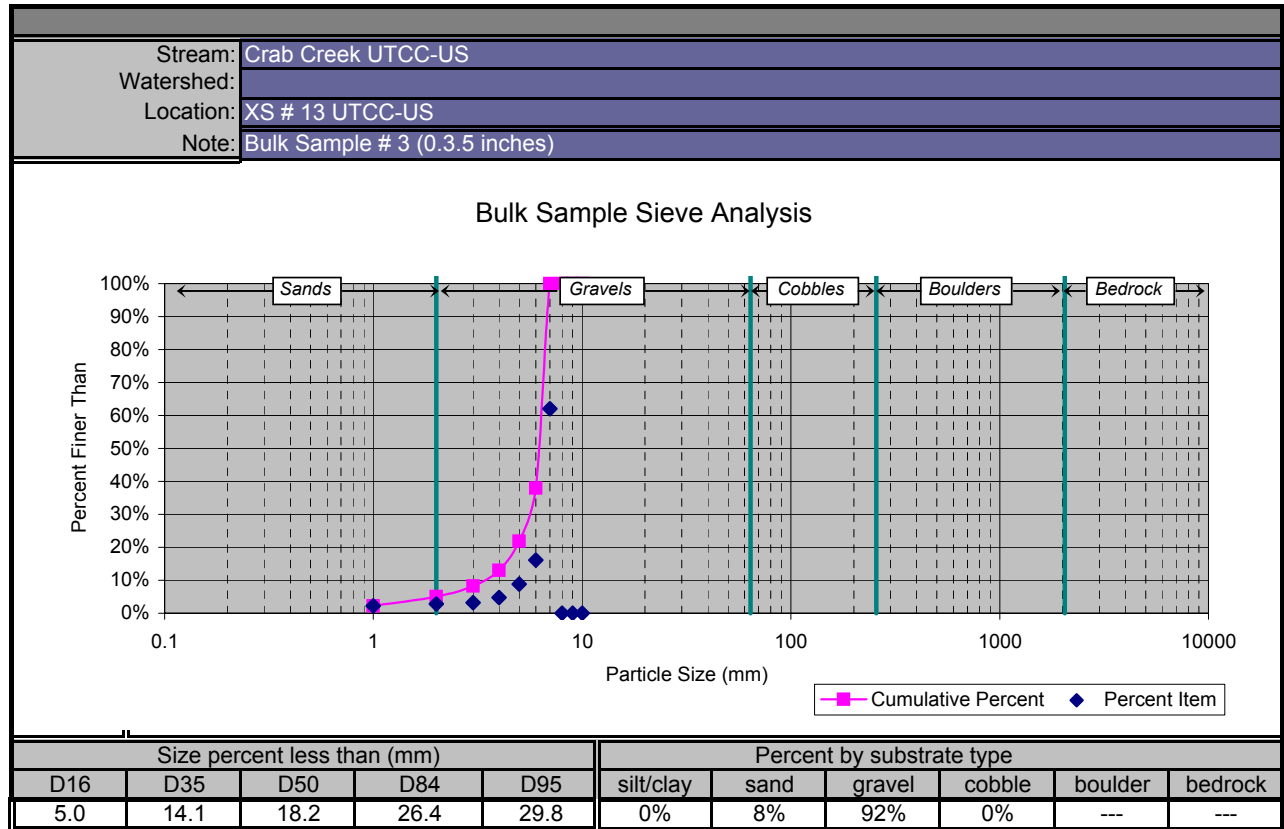 Stream: Crab Creek UTCC-US
Watershed:
Location: XS # 13 UTCC-US
Note: Bulk Sample # 3 (0.3.5 inches)
Bulk Sample Sieve Analysis
Sands Gravels Cobbles Boulders Bedrock
100%
90%
80%
70%
60%
50%
40%
30%
20%
10%
0%
Percent Finer Than
0.1 1 10 100 1000 10000
Particle Size (mm)
Cumulative Percent Percent Item
Size percent less than (mm) Percent by substrate type
D16 D35 D50 D84 D95 silt/clay sand gravel cobble boulder bedrock
5.0 14.1 18.2 26.4 29.8 0% 8% 92% 0% --- ---